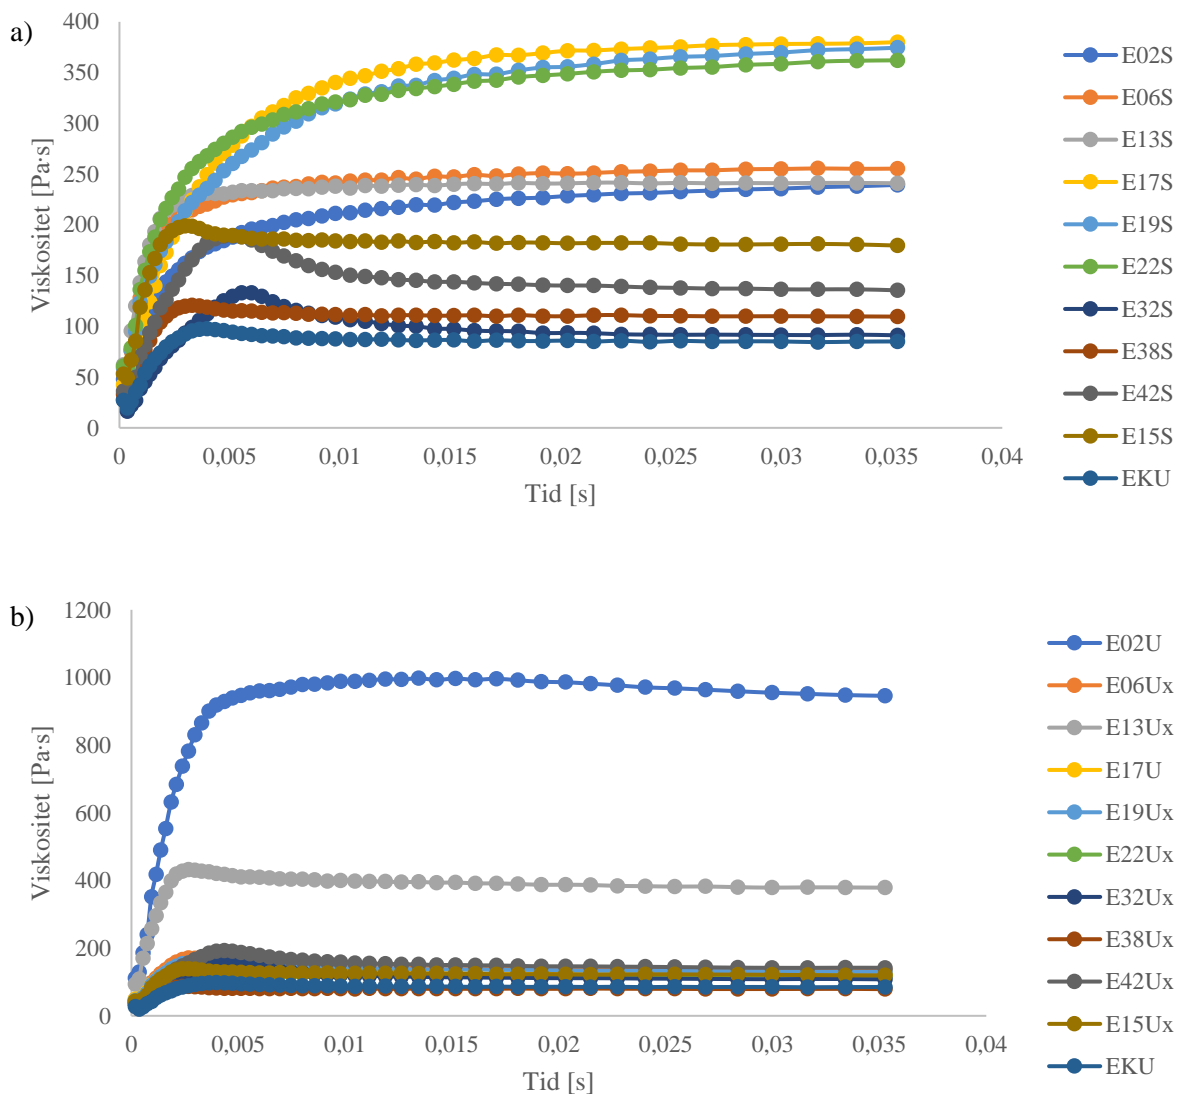 a)
Viskositet [Pa·s]
400
350
300
250
200
150
100
50
0
0
0,005
0,01
0,015
0,02
0,025
0,03
0,035
0,04
Tid [s]
E02S
E06S
E13S
E17S
E19S
E22S
E32S
E38S
E42S
E15S
EKU
b)
Viskositet [Pa·s]
1200
1000
800
600
400
200
0
0
0,005
0,01
0,015
0,02
0,025
0,03
0,035
0,04
Tid [s]
E02U
E06Ux
E13Ux
E17U
E19Ux
E22Ux
E32Ux
E38Ux
E42Ux
E15Ux
EKU